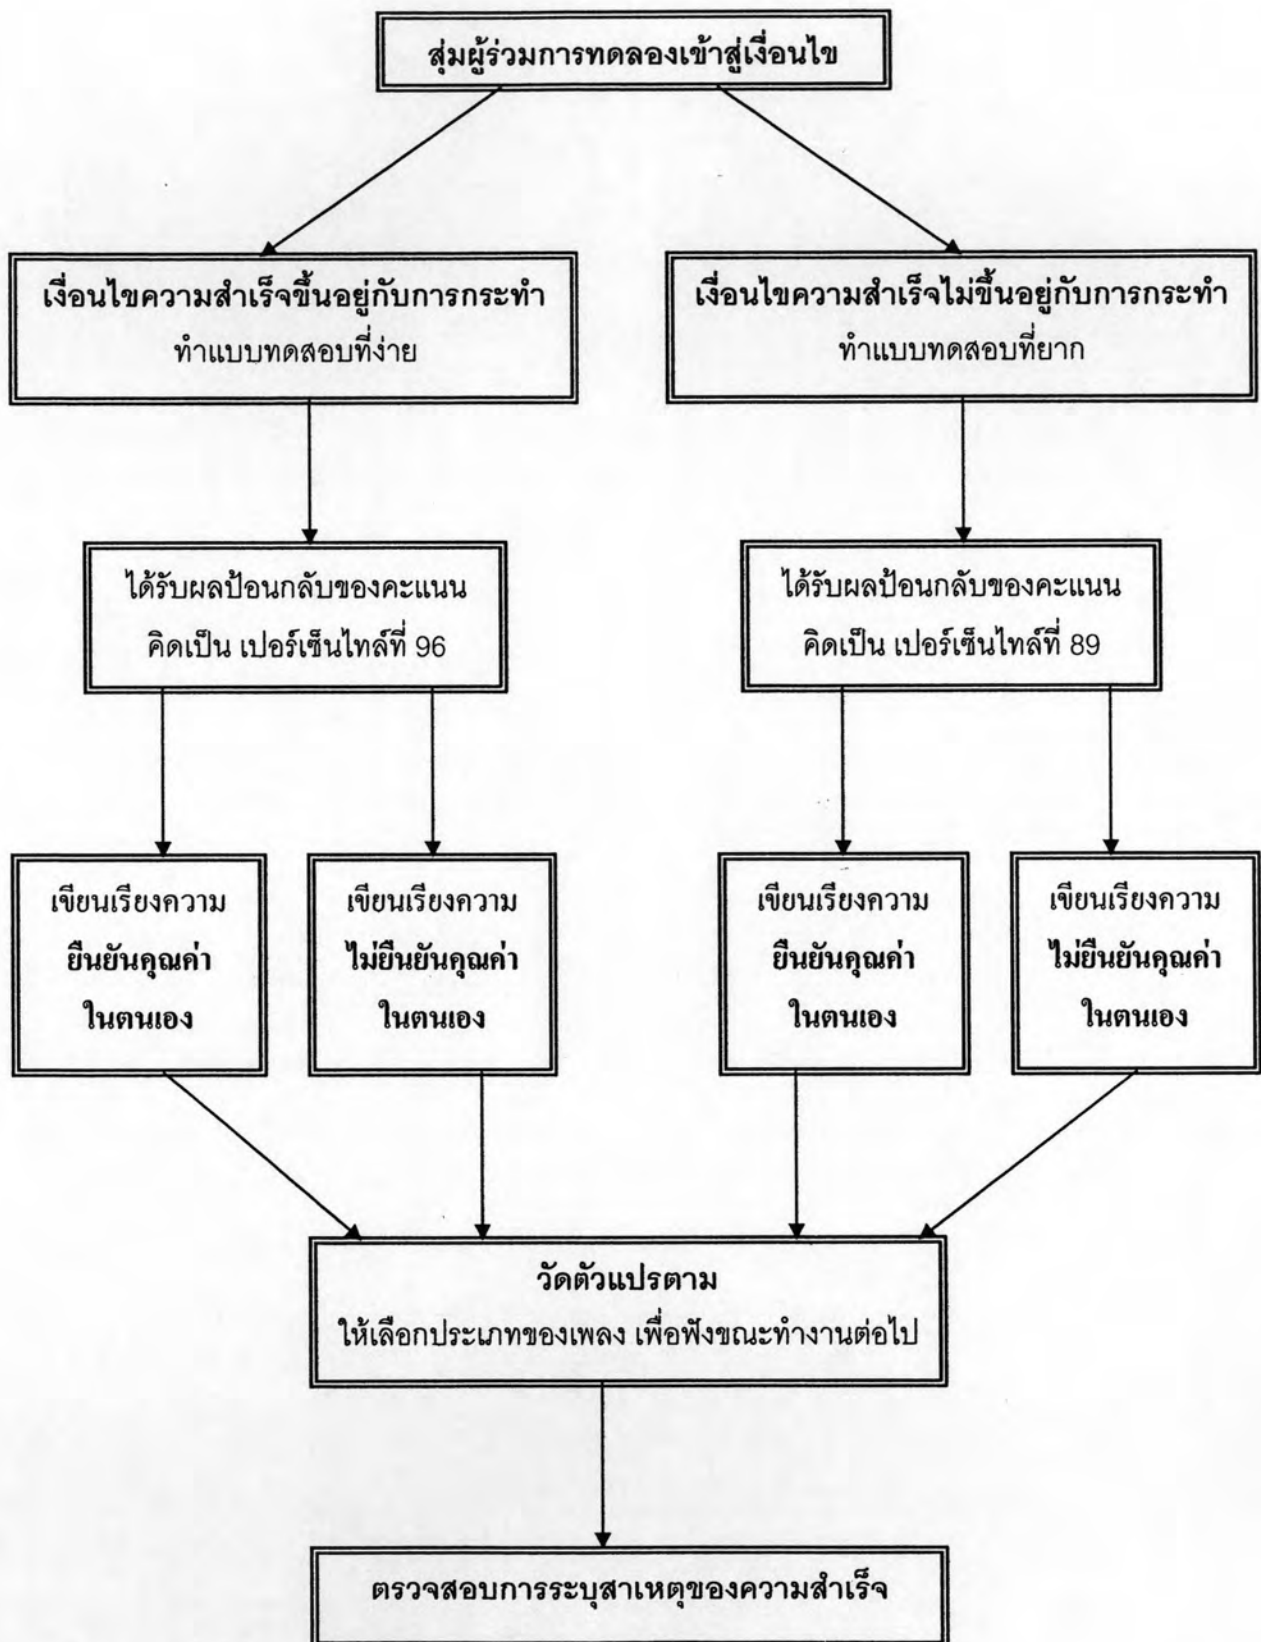 สุ่มผู้ร่วมการทดลองเข้าสู่เงื่อนไข
เงื่อนไขความสำเร็จขึ้นอยู่กับการกระทำ
ทำแบบทดสอบที่ง่าย
เงื่อนไขความสำเร็จไม่ขึ้นอยู่กับการกระทำ
ทำแบบทดสอบที่ยาก
ได้รับผลป้อนกลับของคะแนน
คิดเป็น เปอร์เซ็นไทล์ที่ 96
ได้รับผลป้อนกลับของคะแนน
คิดเป็น เปอร์เซ็นไทล์ที่ 89
เขียนเรียงความ
ยืนยันคุณค่า
ในตนเอง
เขียนเรียงความ
ไม่ยืนยันคุณค่า
ในตนเอง
เขียนเรียงความ
ยืนยันคุณค่า
ในตนเอง
เขียนเรียงความ
ไม่ยืนยันคุณค่า
ในตนเอง
วัดตัวแปรตาม
ให้เลือกประเภทของเพลง เพื่อฟังขณะทำงานต่อไป
ตรวจสอบการระบุสาเหตุของความสำเร็จ